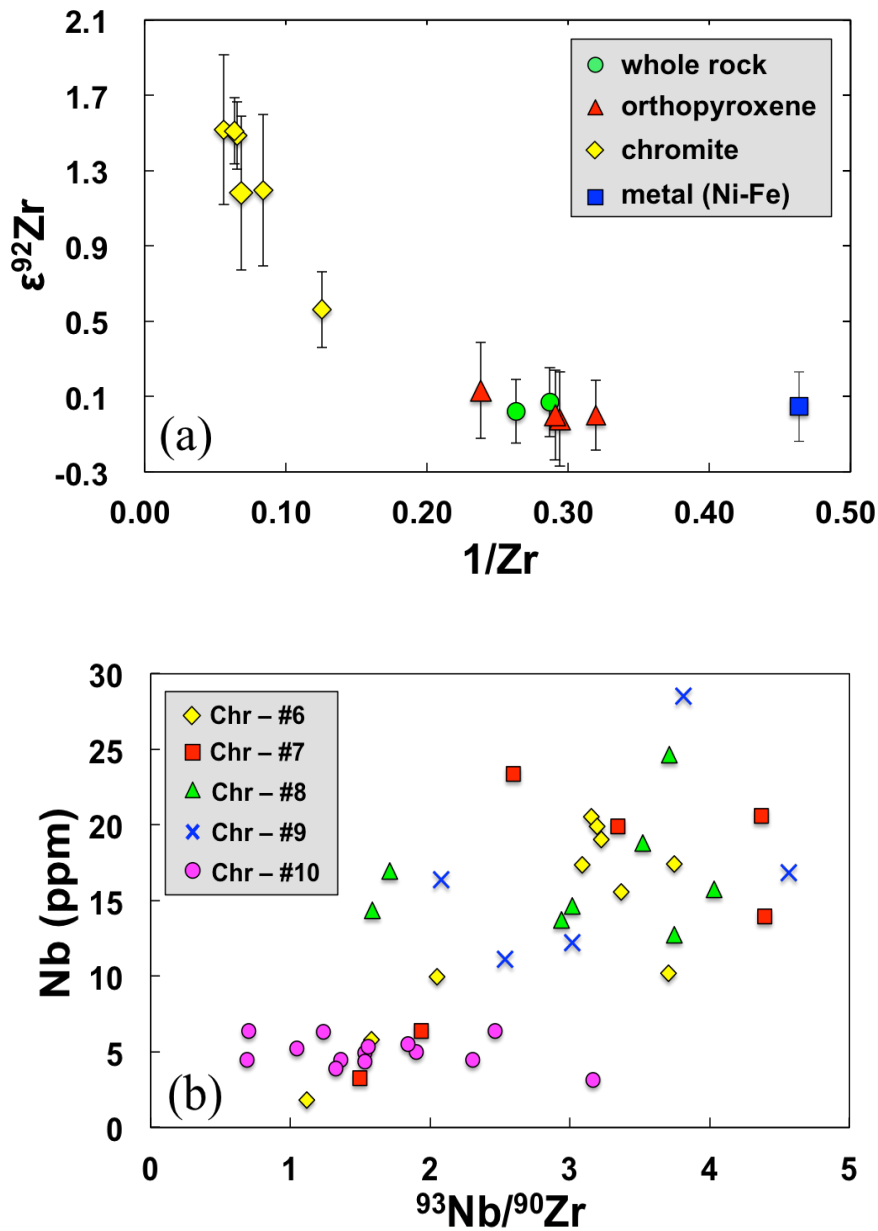 2.1
1.7
1.3
0.9
0.5
0.1
-0.3
ε⁹²Zr
whole rock
orthopyroxene
chromite
metal (Ni-Fe)
(a)
0.00 0.10 0.20 0.30 0.40 0.50
1/Zr
30
25
20
15
10
5
0
Nb (ppm)
Chr – #6
Chr – #7
Chr – #8
Chr – #9
Chr – #10
(b)
0 1 2 3 4 5
⁹³Nb/⁹⁰Zr